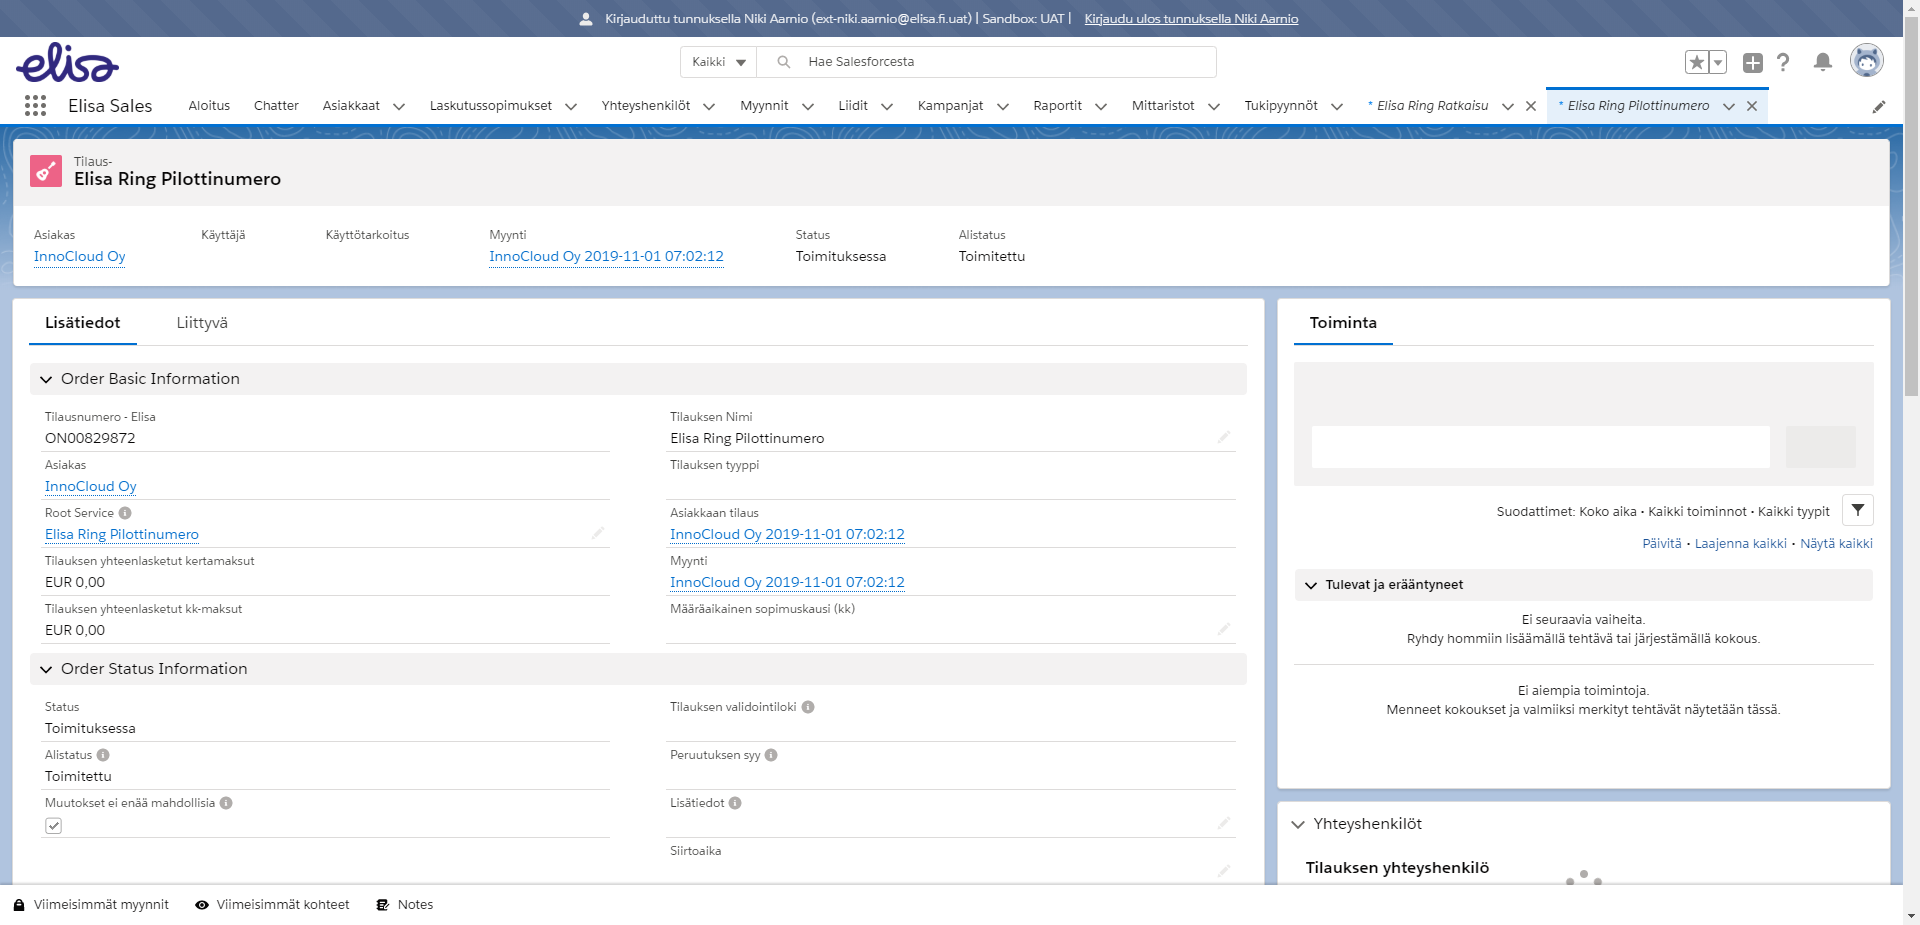 Kirjauduttu tunnuksella Niki Aarnio (ext-niki.aarnio@elisa.fi.uat) | Sandbox: UAT | Kirjaudu ulos tunnuksella Niki Aarnio
elisa
Kaikki Hae Salesforcesta
Elisa Sales Aloitus Chatter Asiakkaat Laskutussopimukset Yhteyshenkilöt Myynnit Liidit Kampanjat Raportit Mittaristot Tukipyynnöt * Elisa Ring Ratkaisu * Elisa Ring Pilottinumero
Tilaus-
Elisa Ring Pilottinumero
Asiakas Käyttäjä Käyttötarkoitus Myynti Status Alistatus
InnoCloud Oy InnoCloud Oy 2019-11-01 07:02:12 Toimituksessa Toimitettu
Lisätiedot Liittyvä
Order Basic Information
Tilausnumero - Elisa
ON00829872
Tilauksen Nimi
Elisa Ring Pilottinumero
Asiakas
InnoCloud Oy
Tilauksen tyyppi
Root Service
Elisa Ring Pilottinumero
Asiakkaan tilaus
InnoCloud Oy 2019-11-01 07:02:12
Tilauksen yhteenlasketut kertamaksut
EUR 0,00
Myynti
InnoCloud Oy 2019-11-01 07:02:12
Tilauksen yhteenlasketut kk-maksut
EUR 0,00
Määräaikainen sopimuskausi (kk)
Order Status Information
Status
Toimituksessa
Tilauksen validointiloki
Alistatus
Toimitettu
Peruutuksen syy
Muutokset ei enää mahdollisia
Lisätiedot
Siirtoaika
Toiminta
Suodattimet: Koko aika • Kaikki toiminnot • Kaikki tyypit
Päivitä • Laajenna kaikki • Näytä kaikki
Tulevat ja erääntyneet
Ei seuraavia vaiheita.
Ryhdy hommiin lisäämällä tehtävä tai järjestämällä kokous.
Ei aiempia toimintoja.
Menneet kokoukset ja valmiiksi merkityt tehtävät näytetään tässä.
Yhteyshenkilöt
Tilauksen yhteyshenkilö
Viimeisimmät myynnit Viimeisimmät kohteet Notes